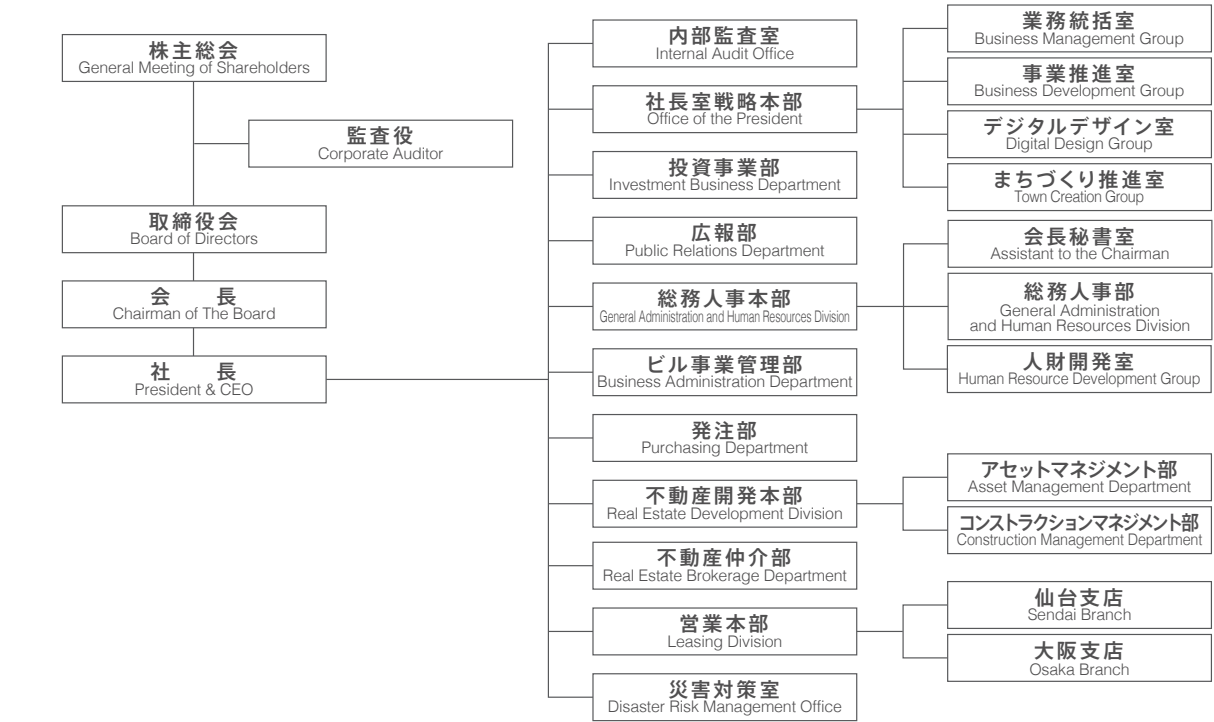 株主総会
General Meeting of Shareholders
監査役
Corporate Auditor
取締役会
Board of Directors
会　長
Chairman of The Board
社　長
President & CEO
内部監査室
Internal Audit Office
社長室戦略本部
Office of the President
投資事業部
Investment Business Department
広報部
Public Relations Department
総務人事本部
General Administration and Human Resources Division
ビル事業管理部
Business Administration Department
発注部
Purchasing Department
不動産開発本部
Real Estate Development Division
不動産仲介部
Real Estate Brokerage Department
営業本部
Leasing Division
災害対策室
Disaster Risk Management Office
業務統括室
Business Management Group
事業推進室
Business Development Group
デジタルデザイン室
Digital Design Group
まちづくり推進室
Town Creation Group
会長秘書室
Assistant to the Chairman
総務人事部
General Administration
and Human Resources Division
人財開発室
Human Resource Development Group
アセットマネジメント部
Asset Management Department
コンストラクションマネジメント部
Construction Management Department
仙台支店
Sendai Branch
大阪支店
Osaka Branch